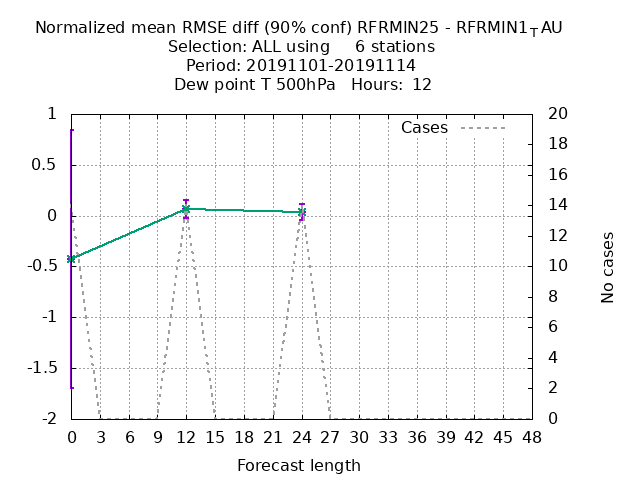 Normalized mean RMSE diff (90% conf) RFRMIN25 - RFRMIN1TAU
Selection: ALL using     6 stations
Period: 20191101-20191114
Dew point T 500hPa   Hours:  12
Cases
1
0.5
0
-0.5
-1
-1.5
-2
20
18
16
14
12
10
8
6
4
2
0
No cases
0 3 6 9 12 15 18 21 24 27 30 33 36 39 42 45 48
Forecast length